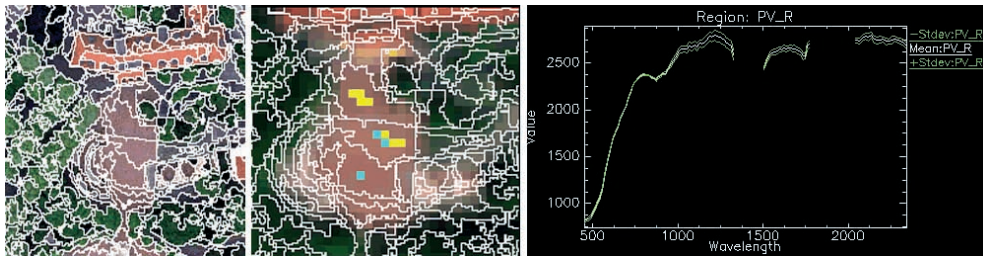 Region: PV_R
—Stdev:PV_R
Mean:PV_R
+Stdev:PV_R
2500
2000
1500
1000
Value
500 1000 1500 2000
Wavelength